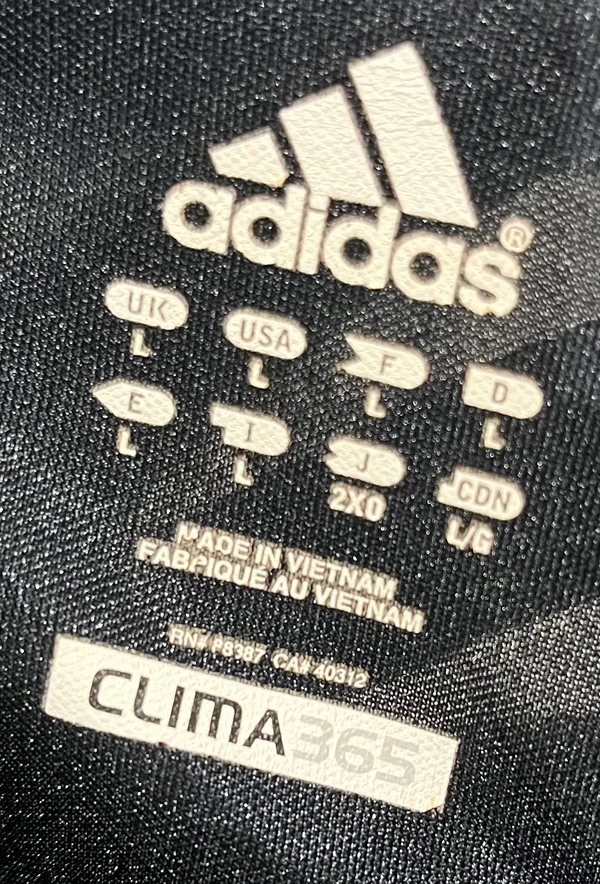 adidas®
UK USA F D
L L L L
E I J CDN
L L 2XO L/G
MADE IN VIETNAM
FABRIQUÉ AU VIETNAM
RN# 88387 CA# 40312
CLIMA365